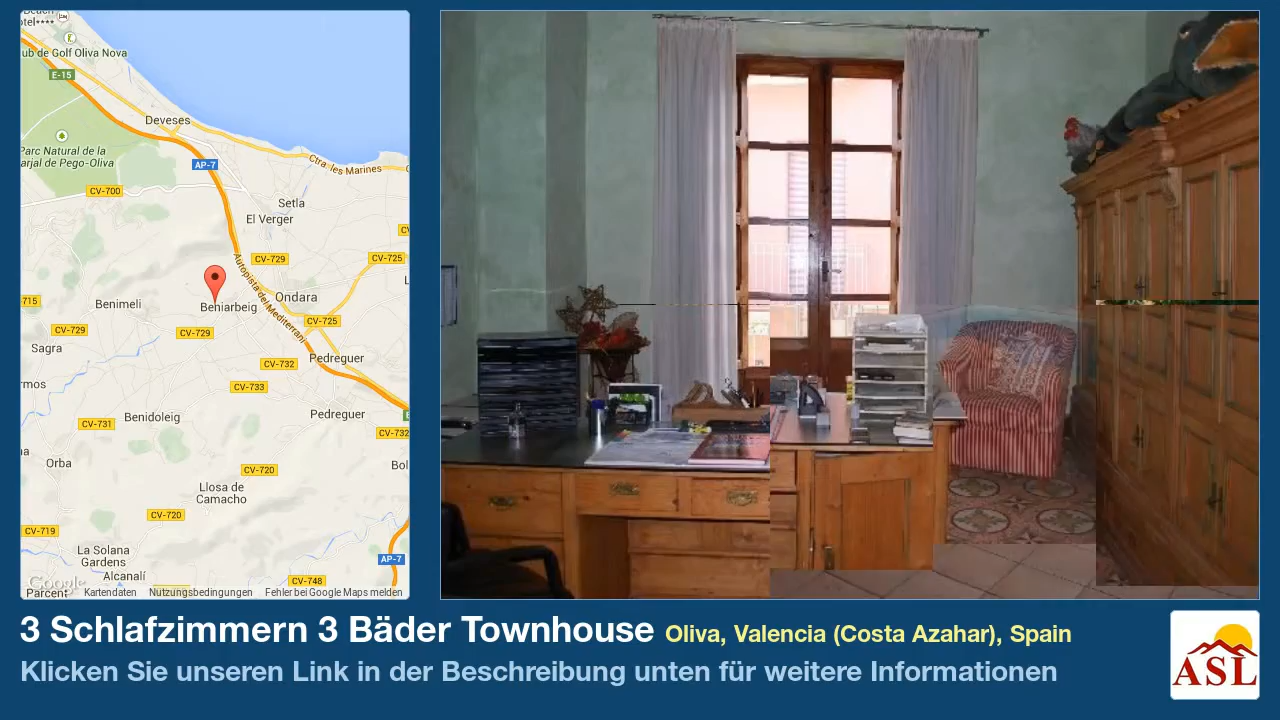 otel****
ub de Golf Oliva Nova
E-15
Deveses
Parc Natural de la
arjal de Pego-Oliva
AP-7
Ctra. les Marines
CV-700
Setla
El Verger
CV-729
CV-725
Autopista del Mediterrani
715
Benimeli
Beniarbeig
Ondara
CV-729
CV-729
CV-725
Sagra
CV-732
Pedreguer
rmos
CV-733
CV-731
Benidoleig
Pedreguer
CV-732
Orba
CV-720
Bol
Llosa de
Camacho
CV-720
CV-719
La Solana
Gardens
AP-7
Alcanalí
CV-748
Google
Parcent
Kartendaten Nutzungsbedingungen Fehler bei Google Maps melden
3 Schlafzimmern 3 Bäder Townhouse Oliva, Valencia (Costa Azahar), Spain
Klicken Sie unseren Link in der Beschreibung unten für weitere Informationen
ASL